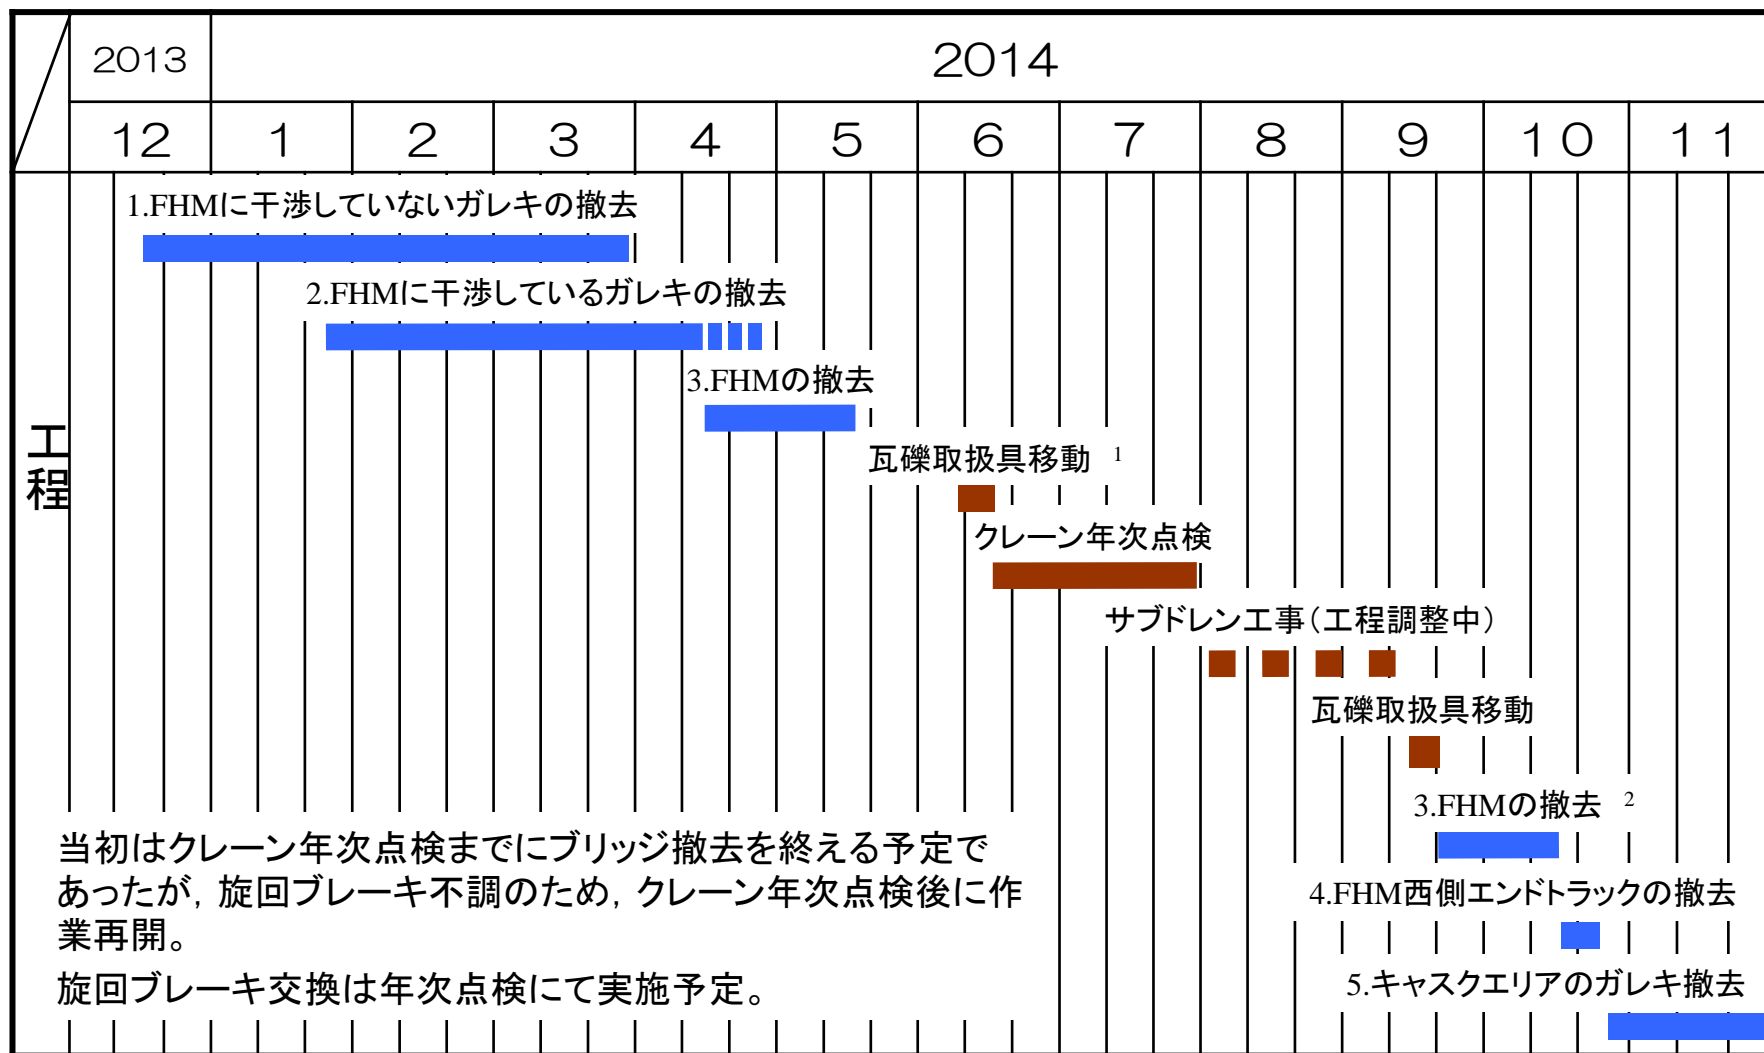 2013
2014
12 1 2 3 4 5 6 7 8 9 10 11
工程
1.FHMに干渉していないガレキの撤去
2.FHMに干渉しているガレキの撤去
3.FHMの撤去
瓦礫取扱具移動 1
クレーン年次点検
サブドレン工事(工程調整中)
瓦礫取扱具移動
3.FHMの撤去 2
4.FHM西側エンドトラックの撤去
5.キャスクエリアのガレキ撤去
当初はクレーン年次点検までにブリッジ撤去を終える予定で
あったが,旋回ブレーキ不調のため,クレーン年次点検後に作
業再開。
旋回ブレーキ交換は年次点検にて実施予定。